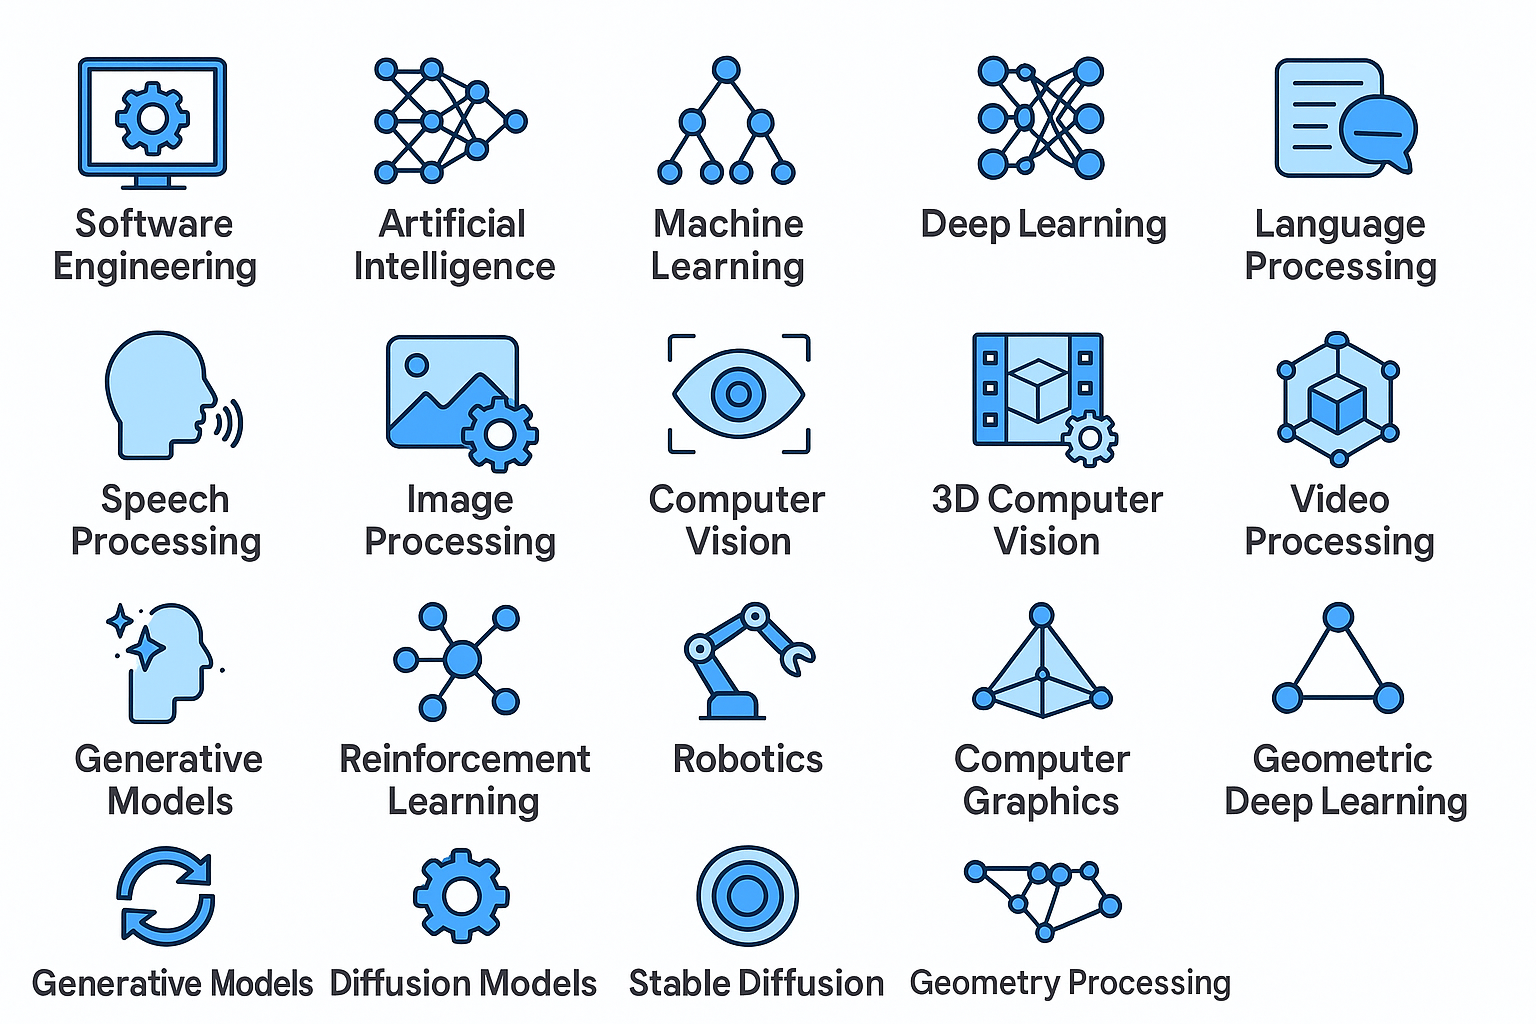 Software
Engineering
Artificial
Intelligence
Machine
Learning
Deep Learning
Language
Processing
Speech
Processing
Image
Processing
Computer
Vision
3D Computer
Vision
Video
Processing
Generative
Models
Reinforcement
Learning
Robotics
Computer
Graphics
Geometric
Deep Learning
Generative Models
Diffusion Models
Stable Diffusion
Geometry Processing